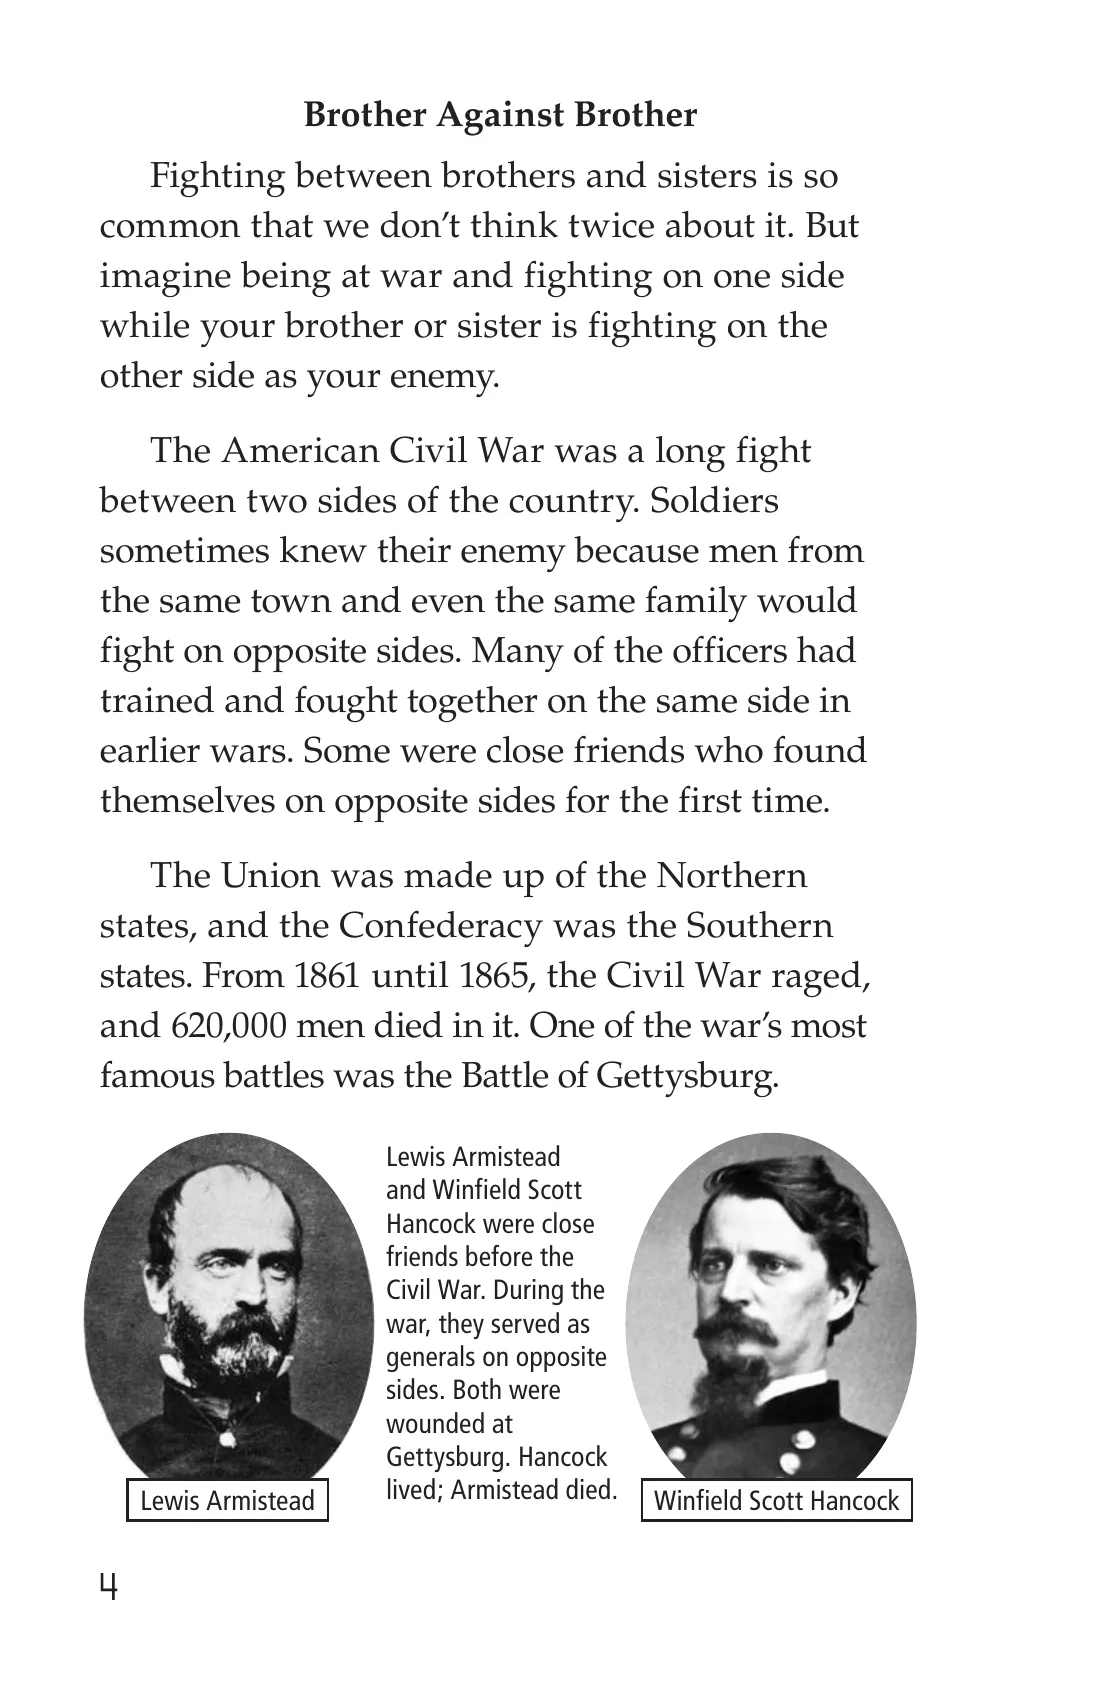 Brother Against Brother
Fighting between brothers and sisters is so
common that we don’t think twice about it. But
imagine being at war and fighting on one side
while your brother or sister is fighting on the
other side as your enemy.
The American Civil War was a long fight
between two sides of the country. Soldiers
sometimes knew their enemy because men from
the same town and even the same family would
fight on opposite sides. Many of the officers had
trained and fought together on the same side in
earlier wars. Some were close friends who found
themselves on opposite sides for the first time.
The Union was made up of the Northern
states, and the Confederacy was the Southern
states. From 1861 until 1865, the Civil War raged,
and 620,000 men died in it. One of the war’s most
famous battles was the Battle of Gettysburg.
Lewis Armistead
and Winfield Scott
Hancock were close
friends before the
Civil War. During the
war, they served as
generals on opposite
sides. Both were
wounded at
Gettysburg. Hancock
lived; Armistead died.
Lewis Armistead
Winfield Scott Hancock
4